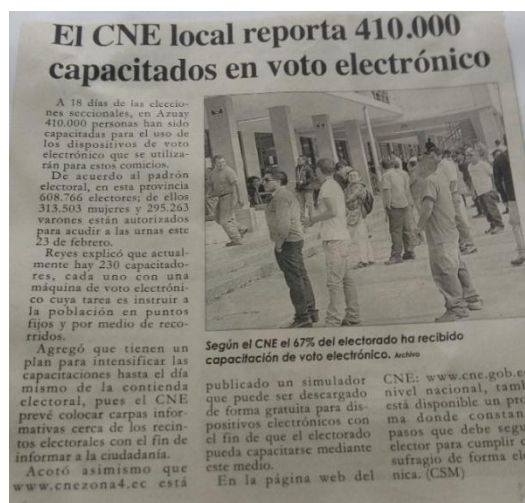 El CNE local reporta 410.000
capacitados en voto electrónico
A 18 días de las eleccio-
nes seccionales, en Azuay
410.000 personas han sido
capacitadas para el uso de
los dispositivos de voto
electrónico que se utiliza-
rán para estos comicios.
De acuerdo al padrón
electoral, en esta provincia
608.766 electores; de ellos
313.503 mujeres y 295.263
varones están autorizados
para acudir a las urnas este
23 de febrero.
Reyes explicó que actual-
mente hay 230 capacitado-
res, cada uno con una
máquina de voto electróni-
co cuya tarea es instruir a
la población en puntos
fijos y por medio de reco-
rridos.
Agregó que tienen un
plan para intensificar las
capacitaciones hasta el día
mismo de la contienda
electoral, pues el CNE
prevé colocar carpas infor-
mativas cerca de los recin-
tos electorales con el fin de
informar a la ciudadanía.
Acotó asimismo que
www.cnezona4.ec está
Según el CNE el 67% del electorado ha recibido
capacitación de voto electrónico. Archivo
publicado un simulador
que puede ser descargado
de forma gratuita para dis-
positivos electrónicos con
el fin de que el electorado
pueda capacitarse mediante
este medio.
En la página web del
CNE: www.cne.gob.ec
nivel nacional, tamb
está disponible un pro
ma donde constan
pasos que debe segu
elector para cumplir c
sufragio de forma ele
nica. (CSM)